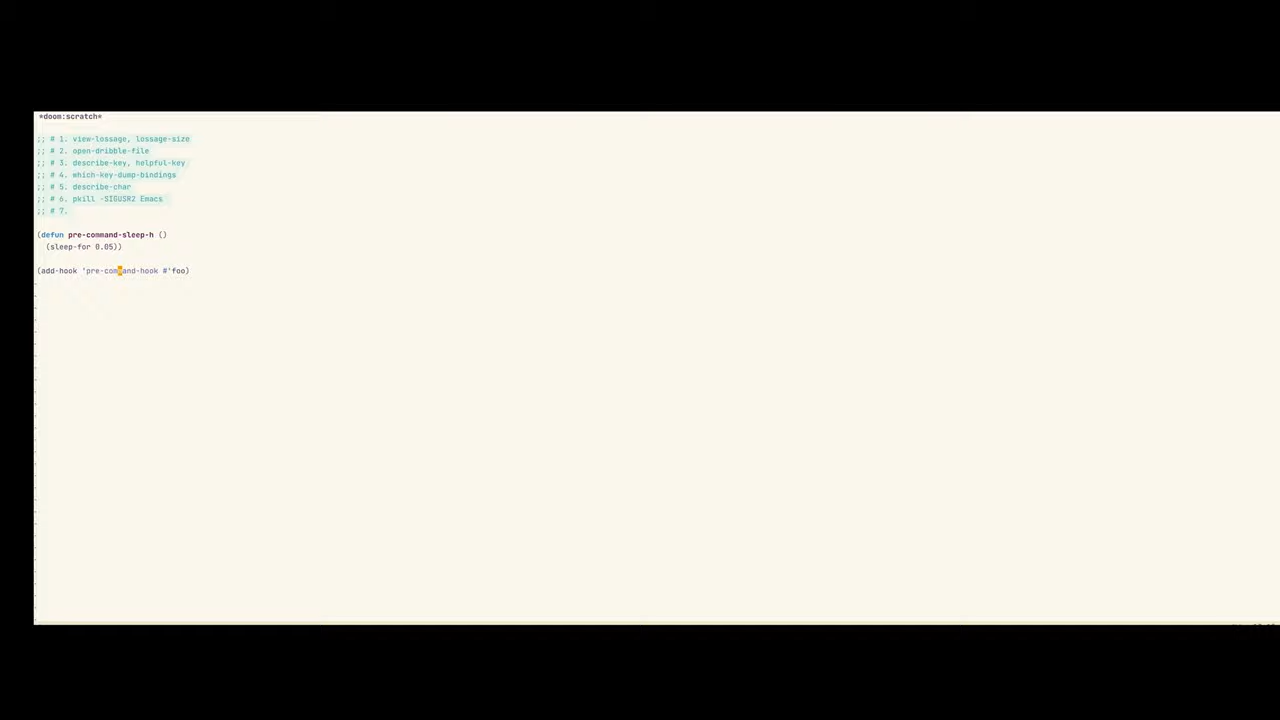 *doom:scratch*
;; # 1. view-lossage, lossage-size
;; # 2. open-dribble-file
;; # 3. describe-key, helpful-key
;; # 4. which-key-dump-bindings
;; # 5. describe-char
;; # 6. pkill -SIGUSR2 Emacs
;; # 7.
(defun pre-command-sleep-h ()
(sleep-for 0.05))
(add-hook 'pre-command-hook #'foo)